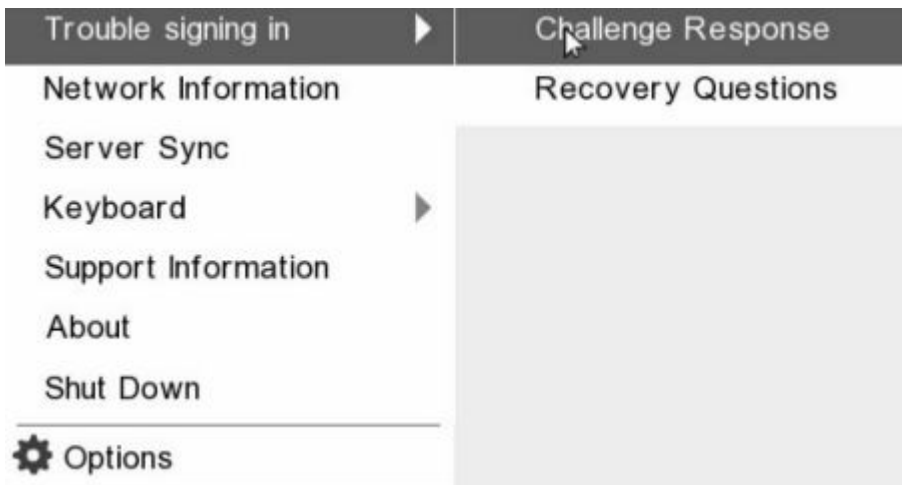 Trouble signing in
Challenge Response
Network Information
Recovery Questions
Server Sync
Keyboard
Support Information
About
Shut Down
Options